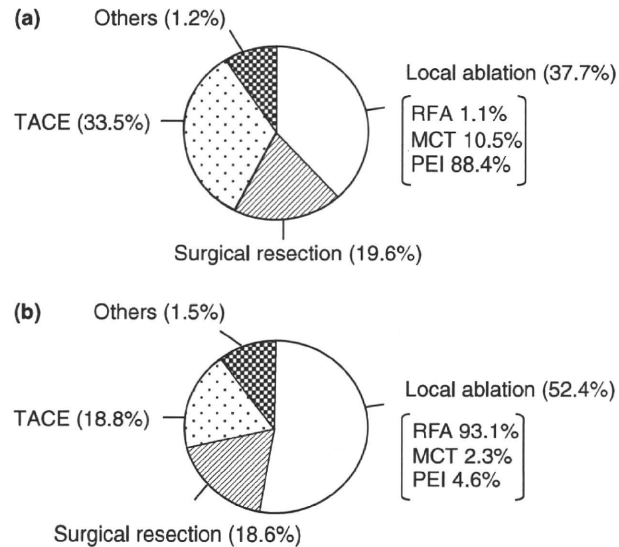 (a)
Others (1.2%)
Local ablation (37.7%)
RFA 1.1%
MCT 10.5%
PEI 88.4%
TACE (33.5%)
Surgical resection (19.6%)
(b)
Others (1.5%)
Local ablation (52.4%)
RFA 93.1%
MCT 2.3%
PEI 4.6%
TACE (18.8%)
Surgical resection (18.6%)